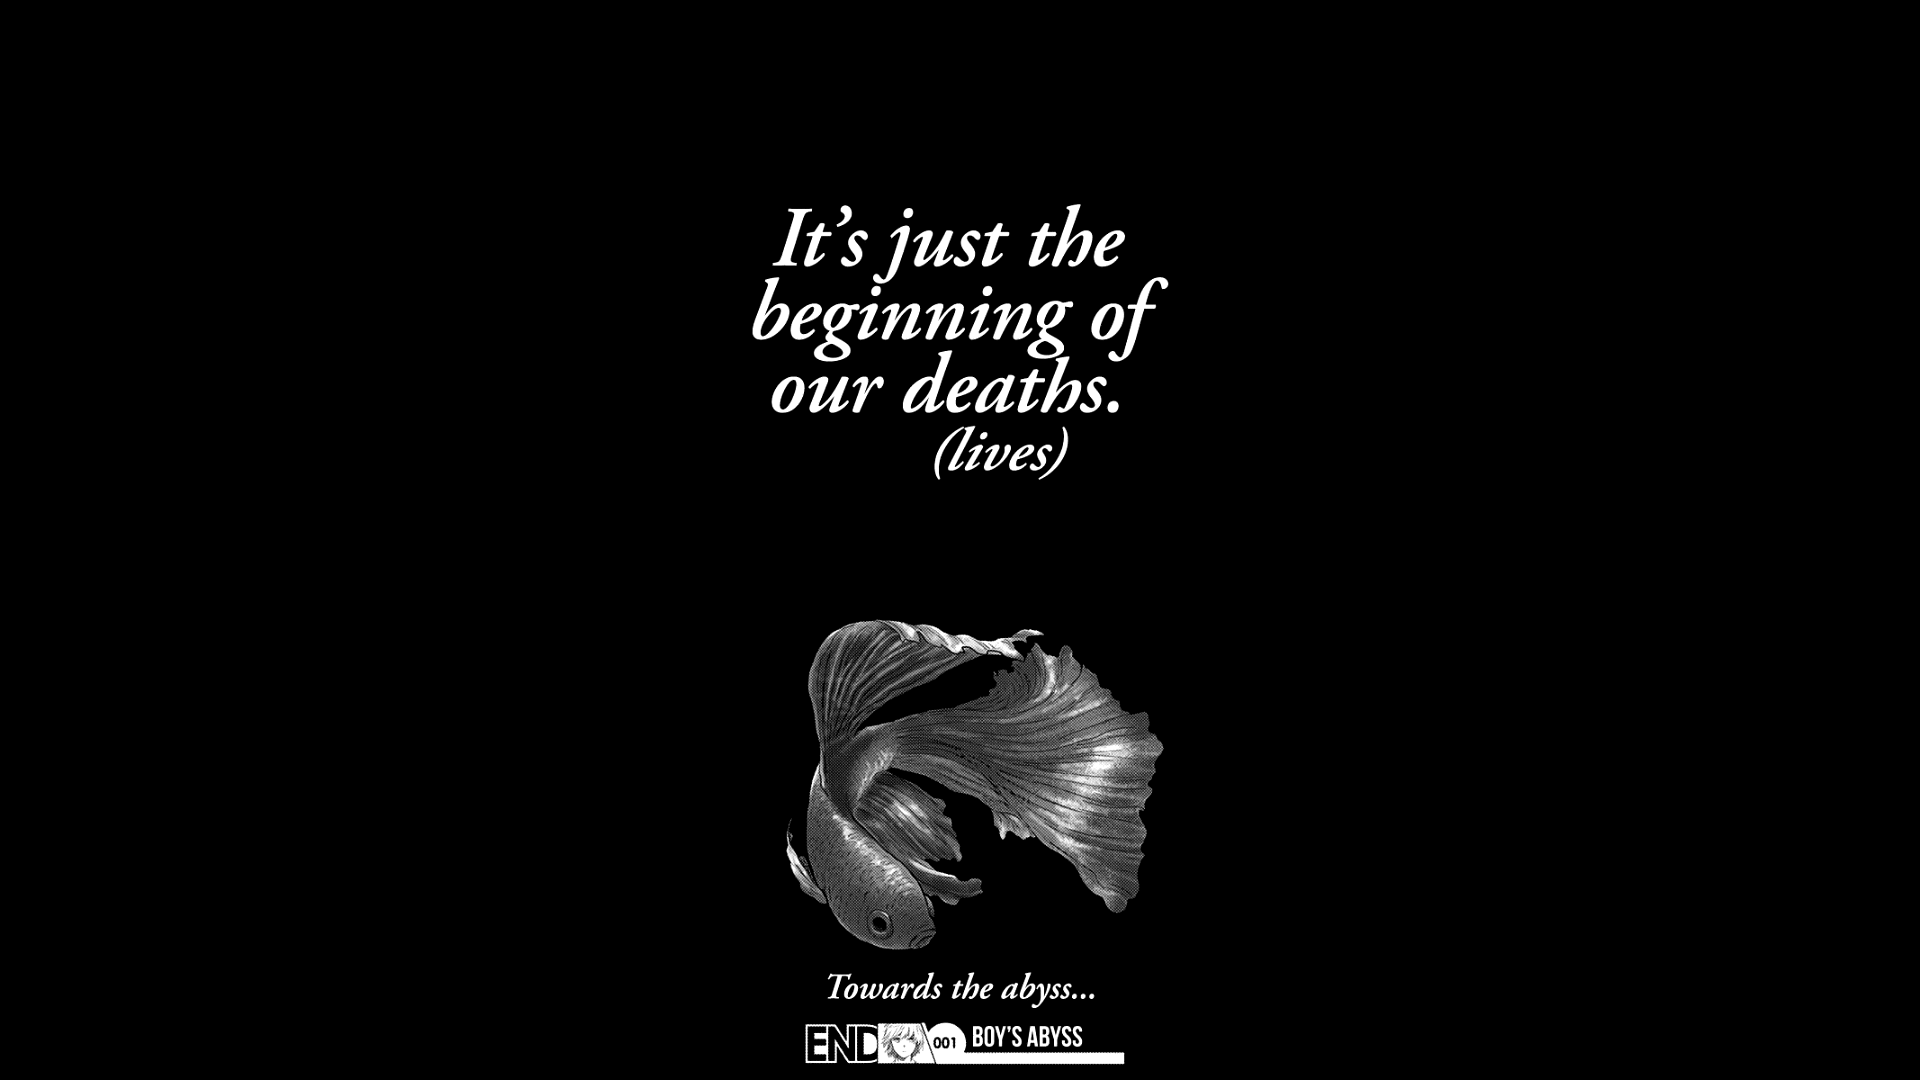 It’s just the
beginning of
our deaths.
(lives)
Towards the abyss...
END 001 BOY’S ABYSS